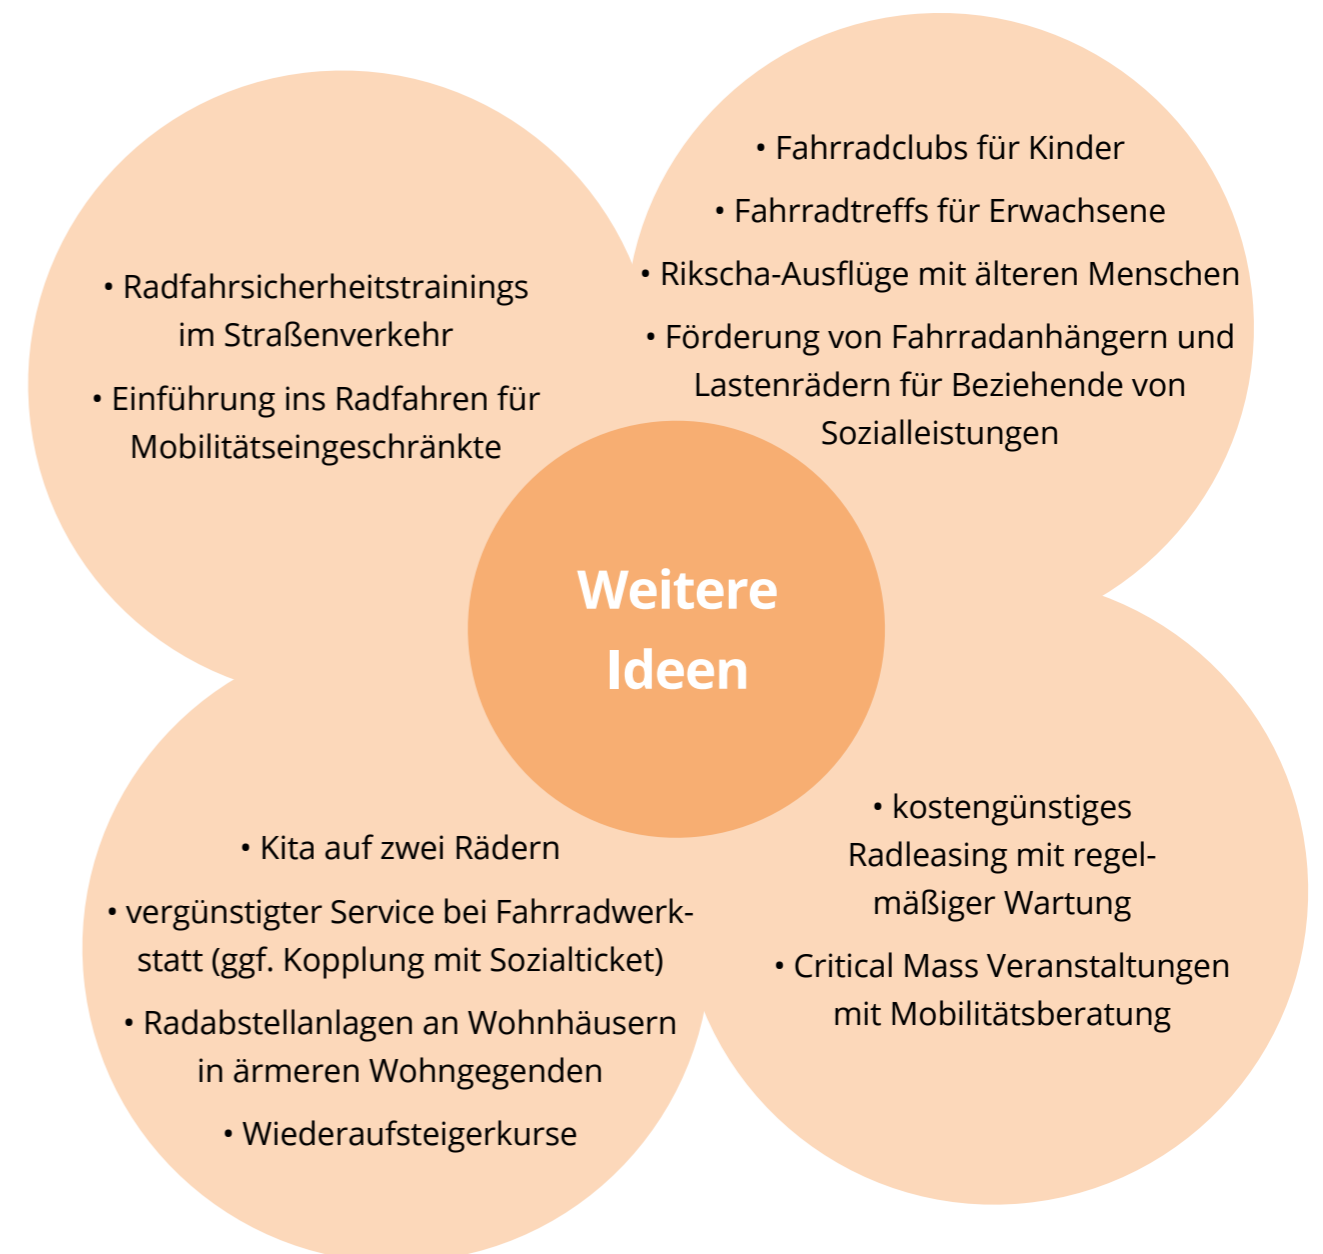 • Radfahrsicherheitstrainings
im Straßenverkehr
• Einführung ins Radfahren für
Mobilitätseingeschränkte
• Fahrradclubs für Kinder
• Fahrradtreffs für Erwachsene
• Rikscha-Ausflüge mit älteren Menschen
• Förderung von Fahrradanhängern und
Lastenrädern für Beziehende von
Sozialleistungen
Weitere
Ideen
• Kita auf zwei Rädern
• vergünstigter Service bei Fahrradwerk-
statt (ggf. Kopplung mit Sozialticket)
• Radabstellanlagen an Wohnhäusern
in ärmeren Wohngegenden
• Wiederaufsteigerkurse
• kostengünstiges
Radleasing mit regel-
mäßiger Wartung
• Critical Mass Veranstaltungen
mit Mobilitätsberatung